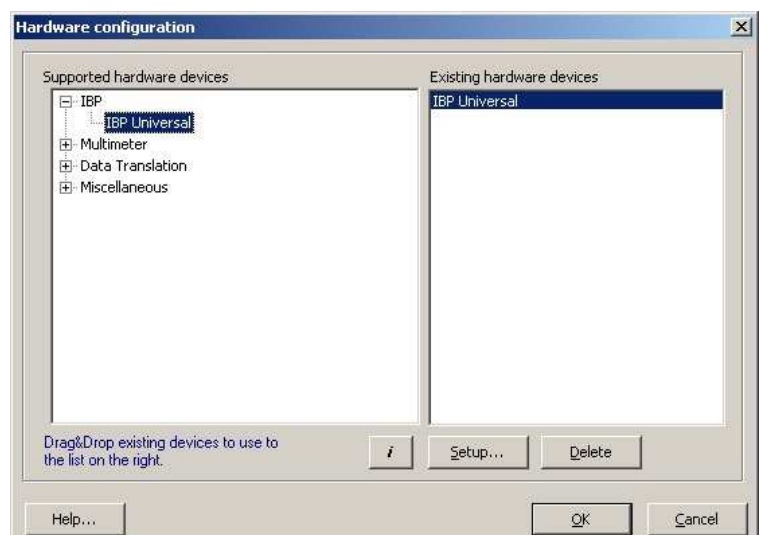 Hardware configuration
Supported hardware devices
Existing hardware devices
IBP
IBP Universal
Multimeter
Data Translation
Miscellaneous
IBP Universal
Drag&Drop existing devices to use to
the list on the right.
i
Setup...
Delete
Help...
OK
Cancel